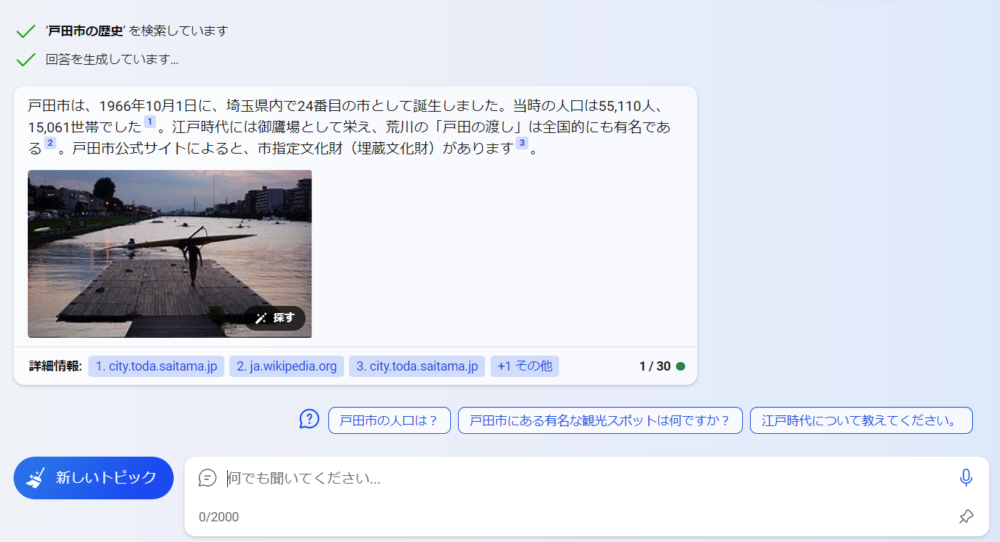 ‘戸田市の歴史’ を検索しています
回答を生成しています...
戸田市は、1966年10月1日に、埼玉県内で24番目の市として誕生しました。当時の人口は55,110人、
15,061世帯でした 1 。江戸時代には御鷹場として栄え、荒川の「戸田の渡し」は全国的にも有名であ
る 2 。戸田市公式サイトによると、市指定文化財（埋蔵文化財）があります 3 。
探す
詳細情報: 1. city.toda.saitama.jp 2. ja.wikipedia.org 3. city.toda.saitama.jp +1 その他 1 / 30
戸田市の人口は？ 戸田市にある有名な観光スポットは何ですか？ 江戸時代について教えてください。
新しいトピック 何でも聞いてください...
0/2000